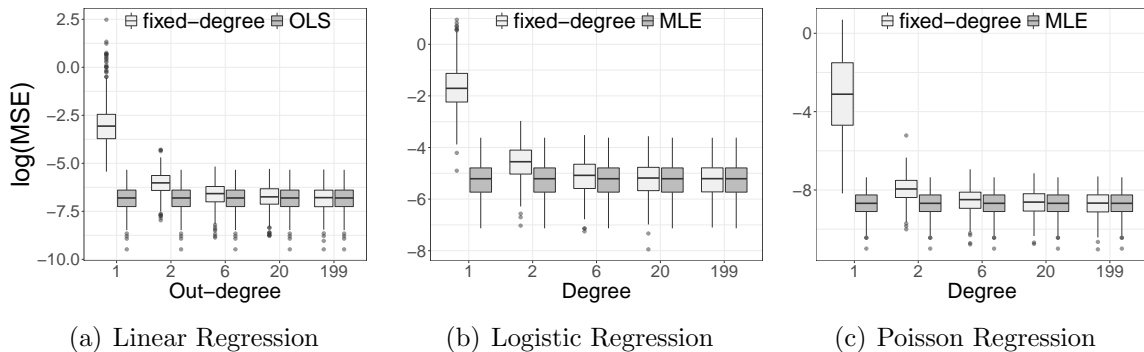 fixed−degree OLS
log(MSE)
2.5
0.0
−2.5
−5.0
−7.5
−10.0
1 2 6 20 199
Out−degree
(a) Linear Regression
fixed−degree MLE
0
−2
−4
−6
−8
1 2 6 20 199
Degree
(b) Logistic Regression
fixed−degree MLE
0
−4
−8
1 2 6 20 199
Degree
(c) Poisson Regression